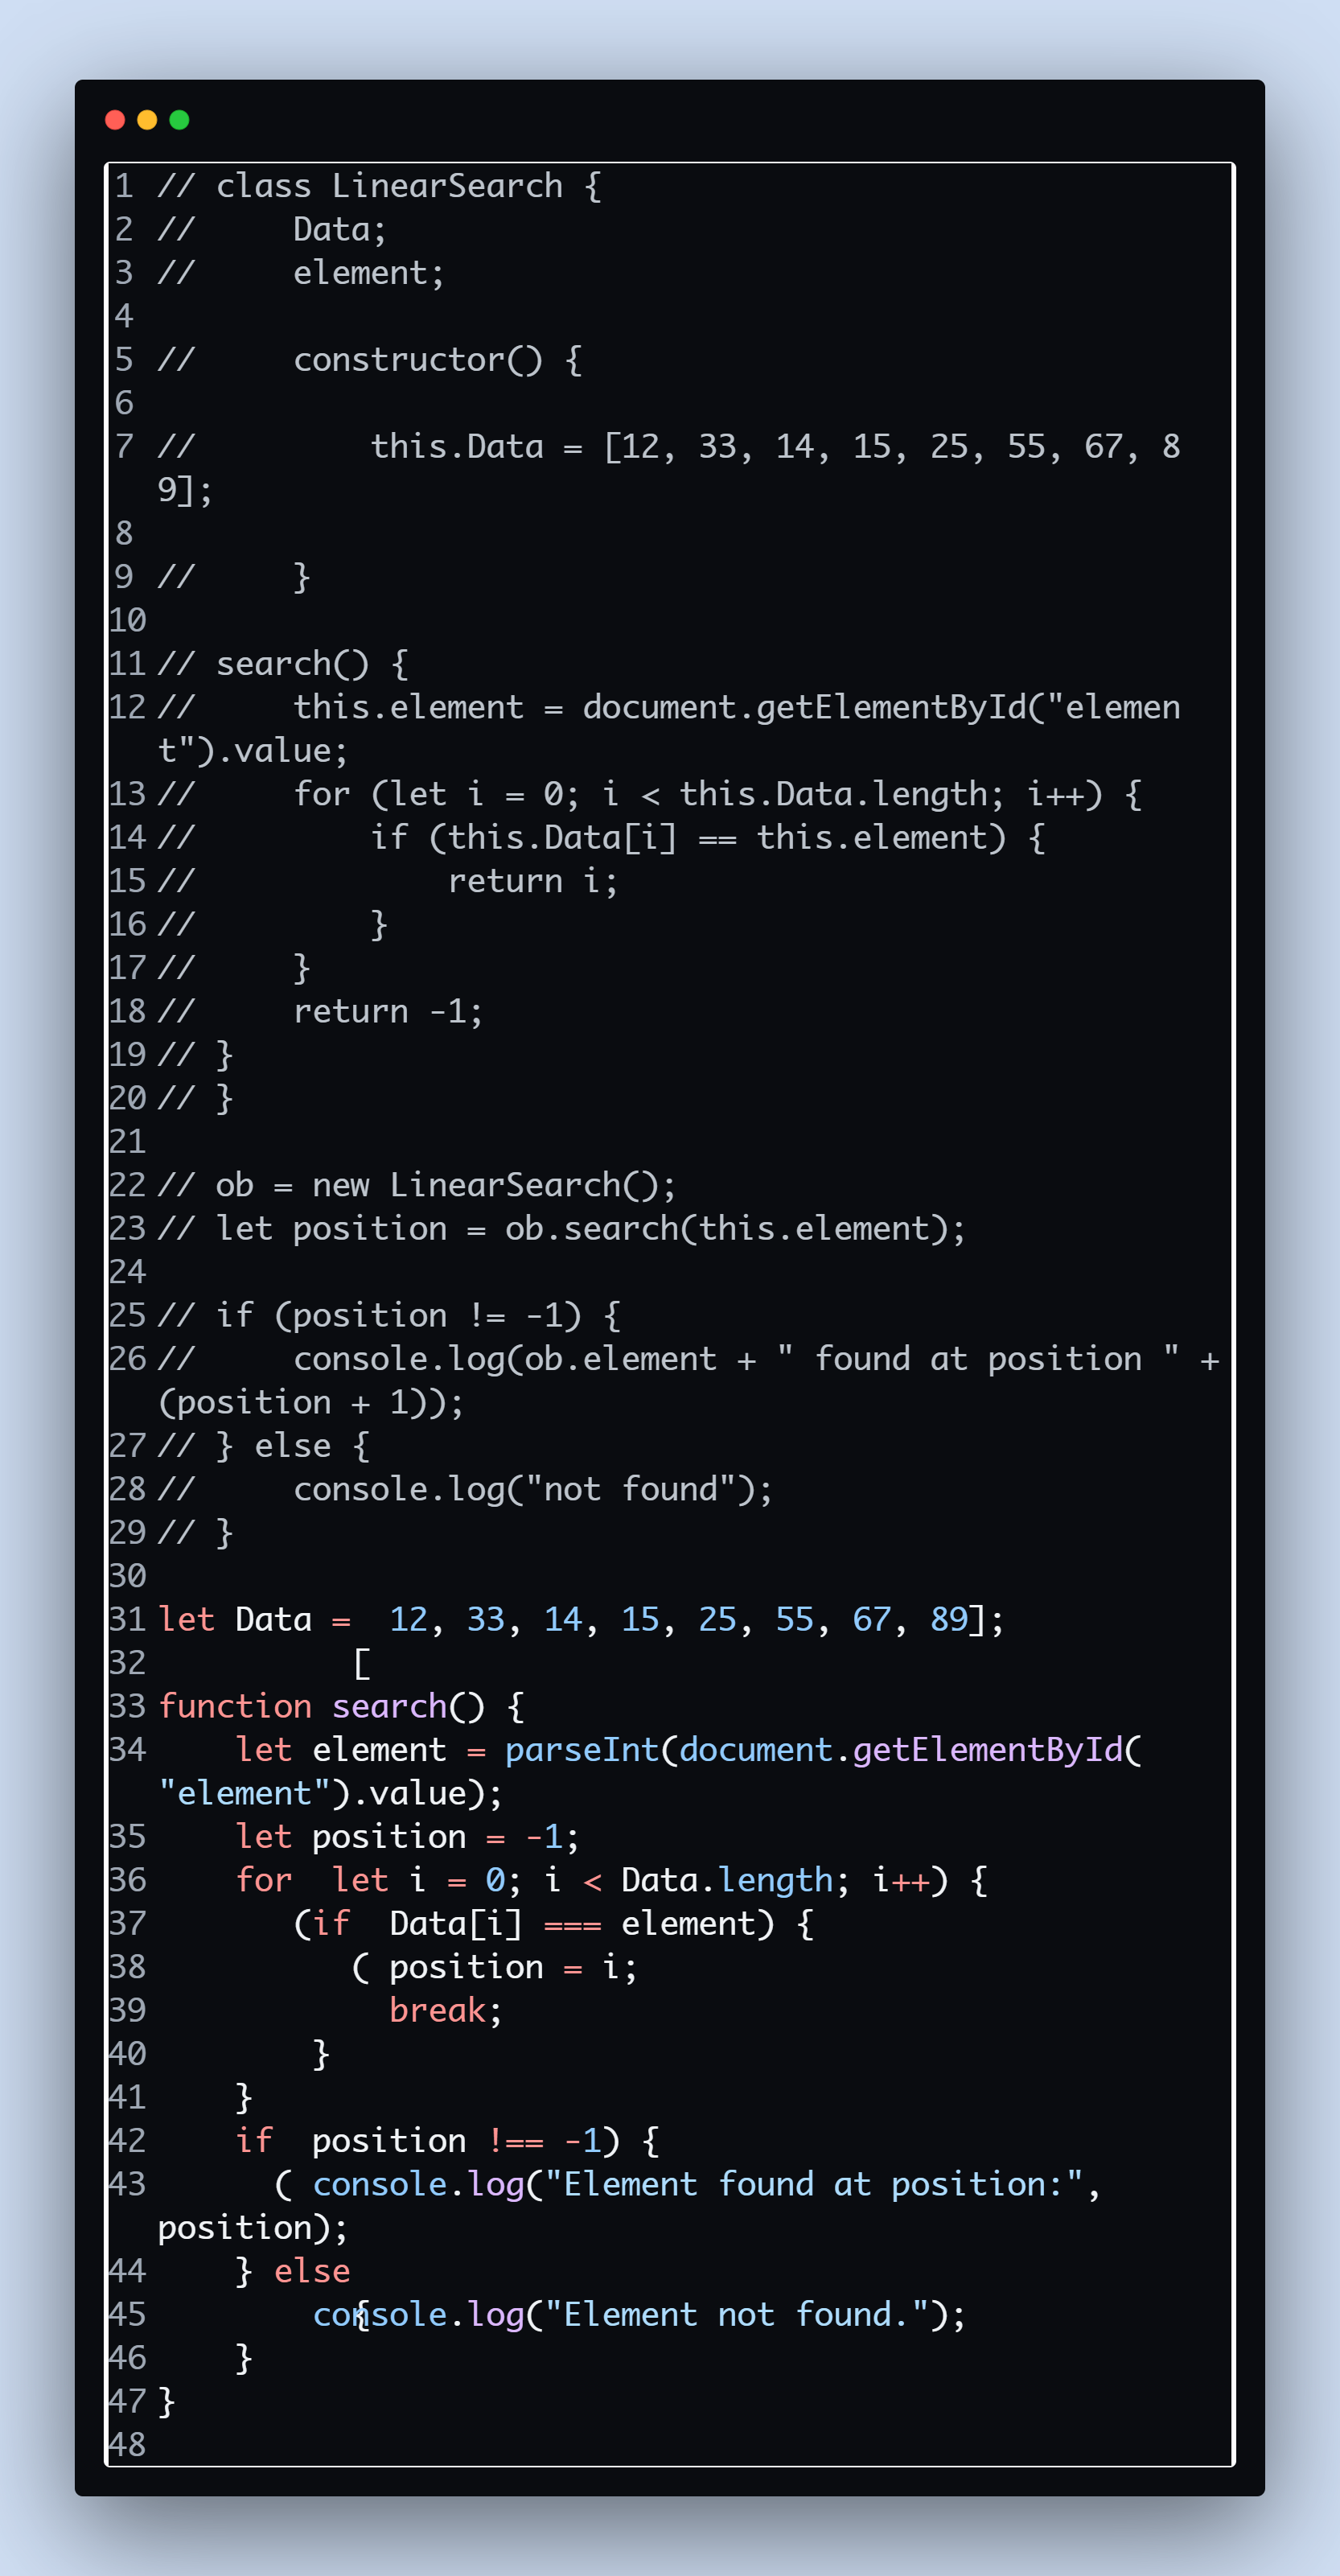 1 // class LinearSearch {
2 //     Data;
3 //     element;
4
5 //     constructor() {
6
7 //         this.Data = [12, 33, 14, 15, 25, 55, 67, 8
9];
8
9 //     }
10
11 // search() {
12 //     this.element = document.getElementById("elemen
t").value;
13 //     for (let i = 0; i < this.Data.length; i++) {
14 //         if (this.Data[i] == this.element) {
15 //             return i;
16 //         }
17 //     }
18 //     return -1;
19 // }
20 // }
21
22 // ob = new LinearSearch();
23 // let position = ob.search(this.element);
24
25 // if (position != -1) {
26 //     console.log(ob.element + " found at position " +
(position + 1));
27 // } else {
28 //     console.log("not found");
29 // }
30
31 let Data =  12, 33, 14, 15, 25, 55, 67, 89];
32           [
33 function search() {
34     let element = parseInt(document.getElementById(
"element").value);
35     let position = -1;
36     for  let i = 0; i < Data.length; i++) {
37        (if  Data[i] === element) {
38           ( position = i;
39             break;
40         }
41     }
42     if  position !== -1) {
43       ( console.log("Element found at position:",
position);
44     } else
45         console.log("Element not found."); {
46     }
47 }
48